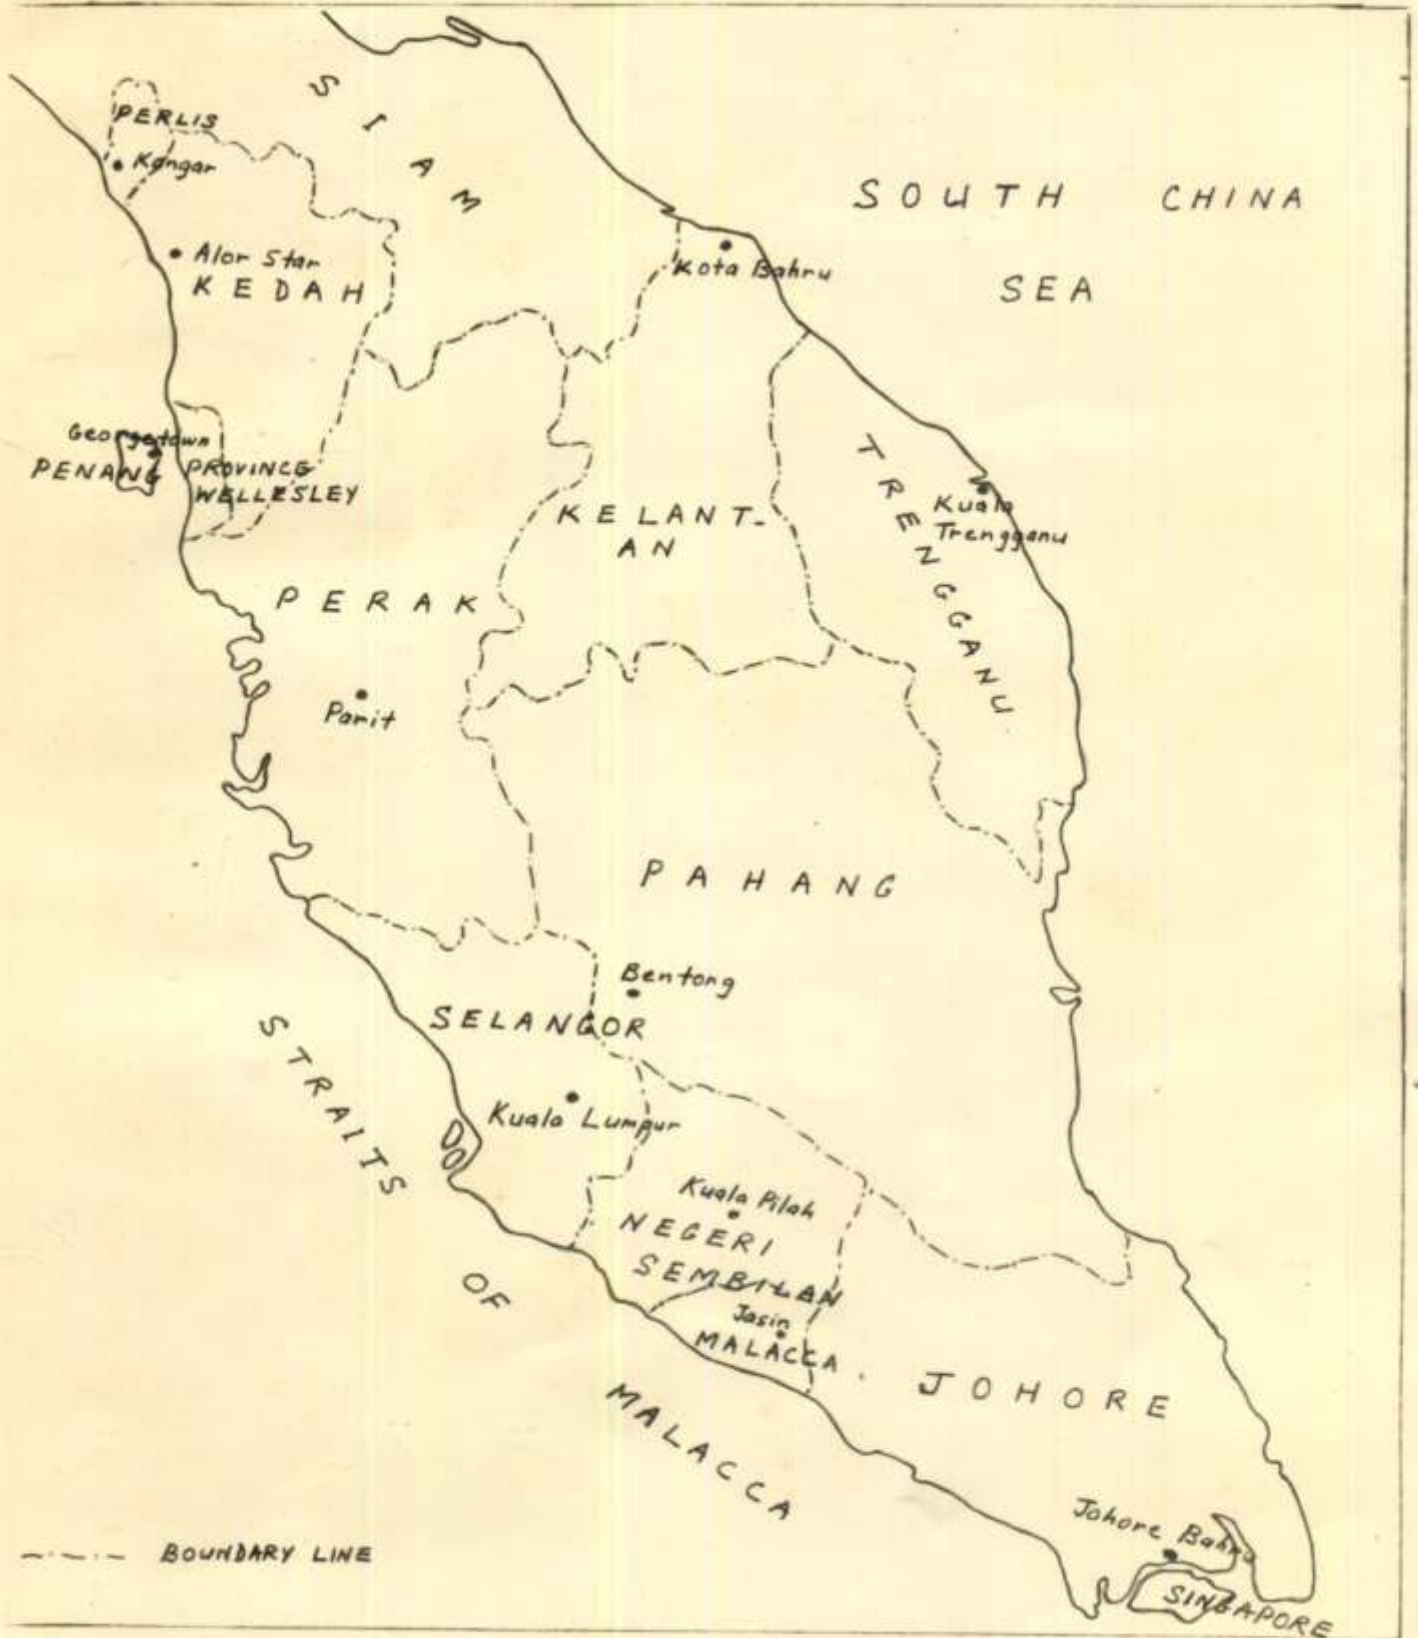 SIAM
PERLIS
Kangar
SOUTH CHINA
SEA
Alor Star
KEDAH
Kota Bahru
Georgetown
PENANG
PROVINCE
WELLESLEY
TRENGGANU
Kuala
Trengganu
KELANT-
AN
PERAK
Parit
PAHANG
Bentong
SELANGOR
Kuala Lumpur
STRAITS OF MALACCA
Kuala Pilah
NEGERI
SEMBILAN
Jasin
MALACCA
JOHORE
Johore Bahru
SINGAPORE
BOUNDARY LINE